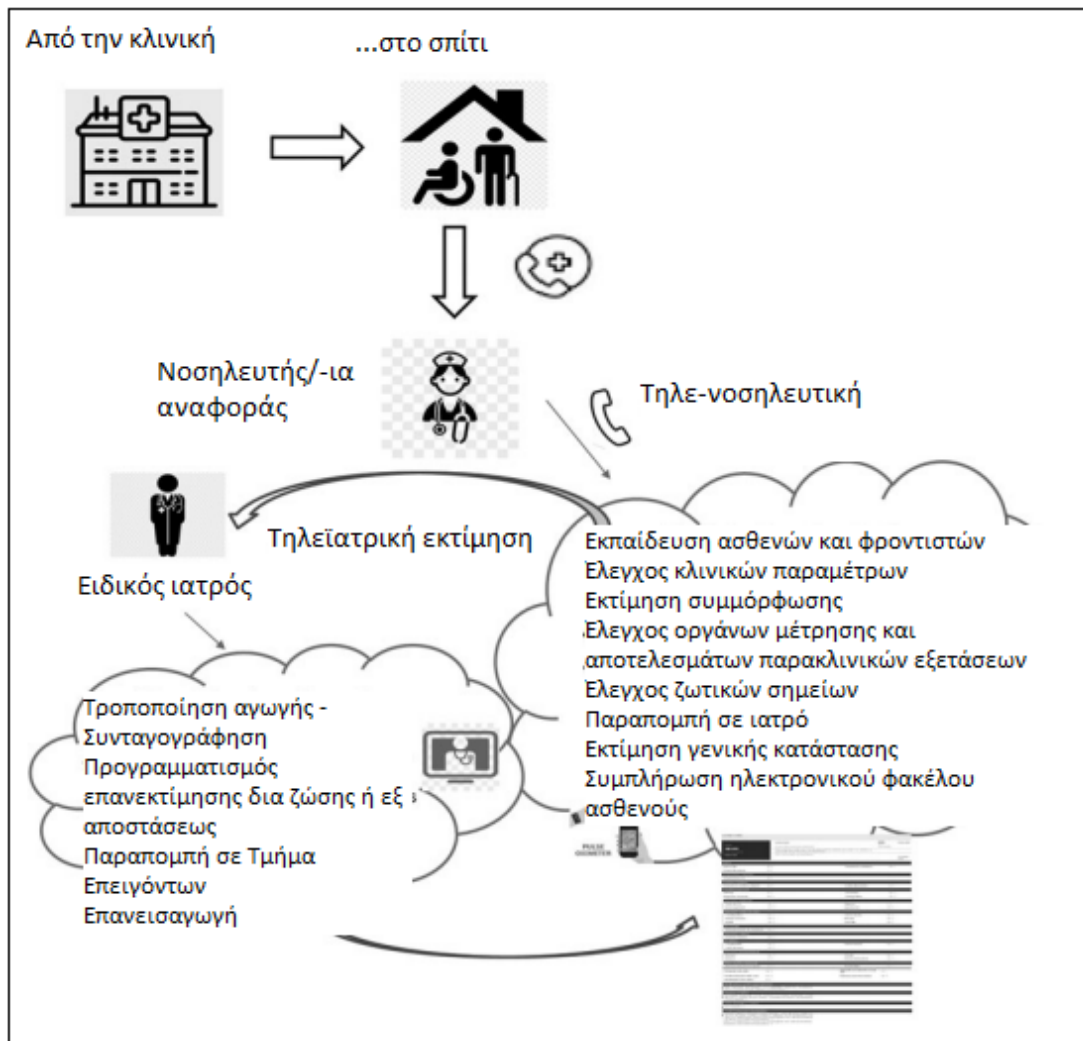 Από την κλινική
...στο σπίτι
Νοσηλευτής/-ια
αναφοράς
Τηλε-νοσηλευτική
Τηλεϊατρική εκτίμηση
Ειδικός ιατρός
Εκπαίδευση ασθενών και φροντιστών
Έλεγχος κλινικών παραμέτρων
Εκτίμηση συμμόρφωσης
Έλεγχος οργάνων μέτρησης και
αποτελεσμάτων παρακλινικών εξετάσεων
Έλεγχος ζωτικών σημείων
Παραπομπή σε ιατρό
Εκτίμηση γενικής κατάστασης
Συμπλήρωση ηλεκτρονικού φακέλου
ασθενούς
Τροποποίηση αγωγής -
Συνταγογράφηση
Προγραμματισμός
επανεκτίμησης δια ζώσης ή εξ
αποστάσεως
Παραπομπή σε Τμήμα
Επειγόντων
Επανεισαγωγή
PULSE
OXIMETER